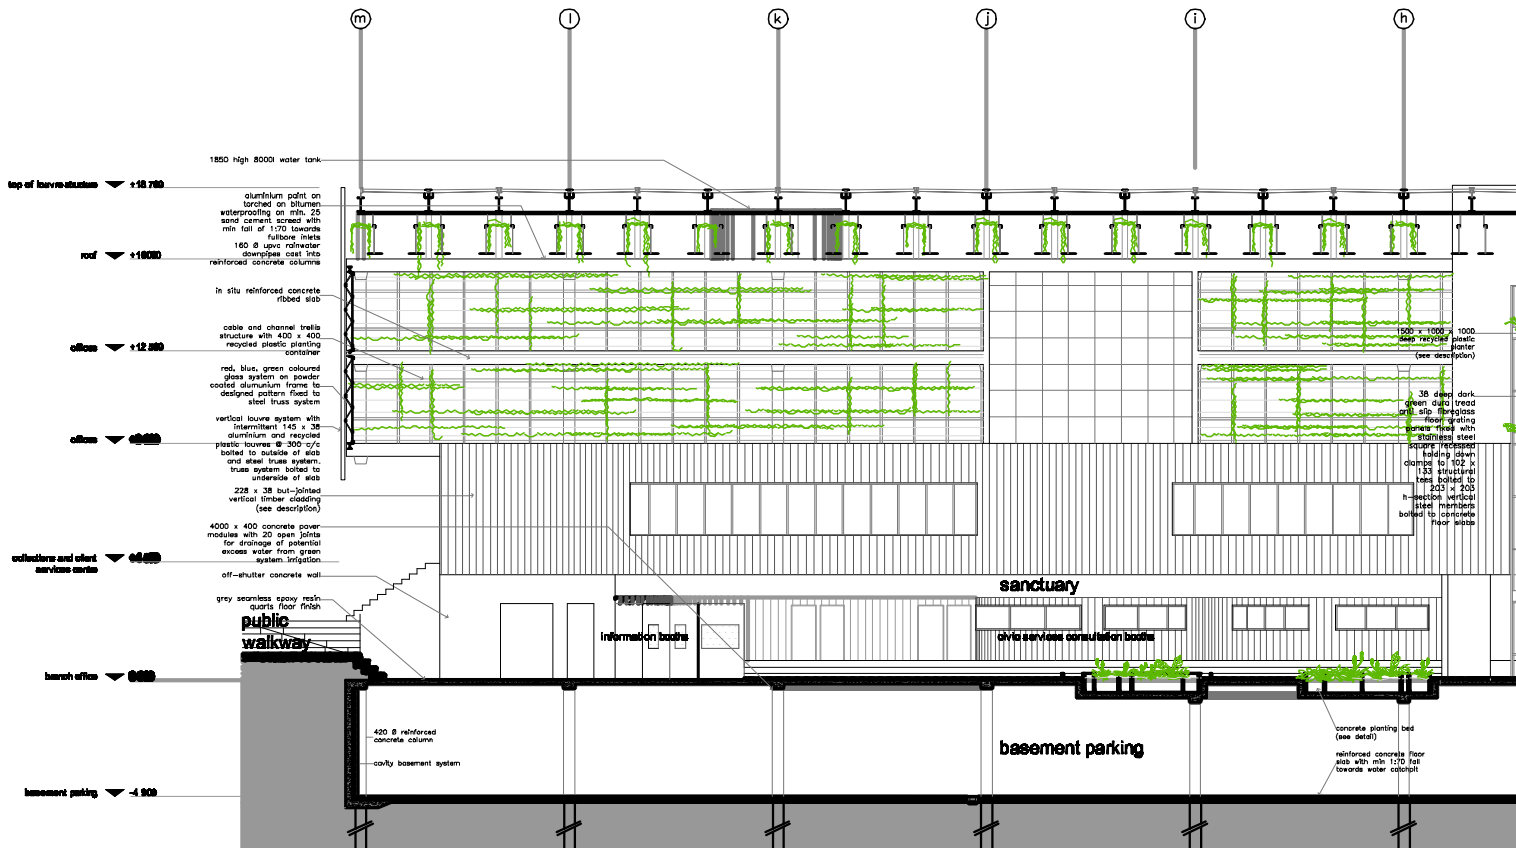 m
l
k
j
i
h
1850 high 8000l water tank
top of louvre structure
aluminium paint on
torched on bitumen
waterproofing on min. 25
sand cement screed with
min fall of 1:70 towards
fullbore inlets
160 Ø upvc rainwater
downpipes cast into
reinforced concrete columns
roof
in situ reinforced concrete
ribbed slab
cable and channel trellis
structure with 400 x 400
recycled plastic planting
container
offices
red, blue, green coloured
glass system on powder
coated alumunium frame to
designed pattern fixed to
steel truss system
vertical louvre system with
intermittent 145 x 38
aluminium and recycled
plastic louvres @ 300 c/c
bolted to outside of slab
and steel truss system.
truss system bolted to
underside of slab
offices
228 x 38 but-jointed
vertical timber cladding
(see description)
4000 x 400 concrete paver
modules with 20 open joints
for drainage of potential
excess water from green
system irrigation
collections and client
services centre
off-shutter concrete wall
grey seamless epoxy resin
quarts floor finish
public
walkway
branch office
basement parking
-4 900
1500 x 1000 x 1000
deep recycled plastic
planter
(see description)
38 deep dark
green dura tread
anti slip fibreglass
floor grating
panels fixed with
stainless steel
square recessed
holding down
clamps to 102 x
133 structural
tees bolted to
203 x 203
h-section vertical
steel members
bolted to concrete
floor slabs
sanctuary
information booths
civic services consultation booths
420 Ø reinforced
concrete column
cavity basement system
basement parking
concrete planting bed
(see detail)
reinforced concrete floor
slab with min 1:70 fall
towards water catchpit